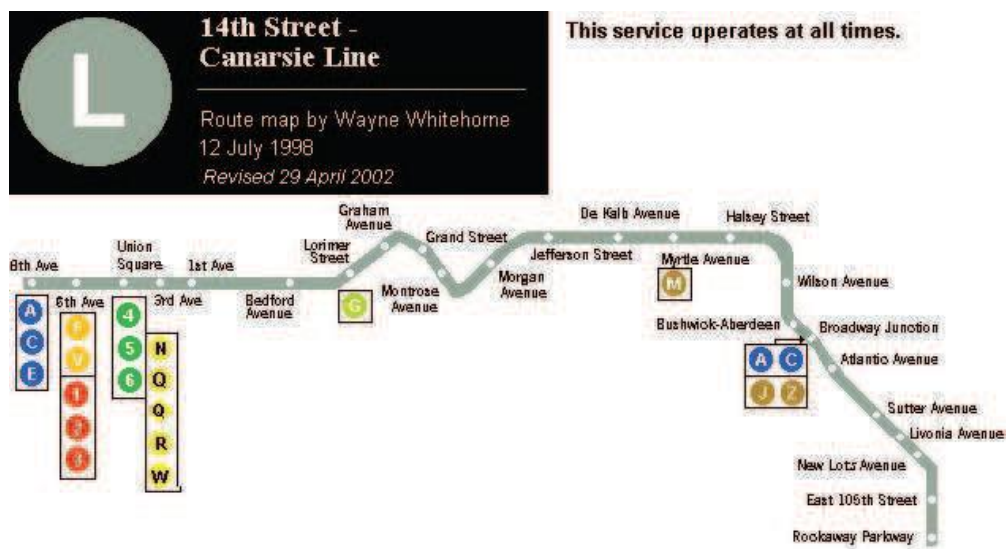 L
14th Street -
Canarsie Line
Route map by Wayne Whitehorne
12 July 1998
Revised 29 April 2002
This service operates at all times.
8th Ave
6th Ave
Union
Square
3rd Ave
1st Ave
Bedford
Avenue
Lorimer
Street
Graham
Avenue
Grand Street
Montrose
Avenue
Morgan
Avenue
Jefferson Street
De Kalb Avenue
Myrtle Avenue
Halsey Street
Wilson Avenue
Bushwick-Aberdeen
Broadway Junction
Atlantic Avenue
Sutter Avenue
Livonia Avenue
New Lots Avenue
East 105th Street
Rockaway Parkway
A
C
E
F
V
1
2
3
4
5
6
N
Q
Q
R
W
G
M
A C
J Z